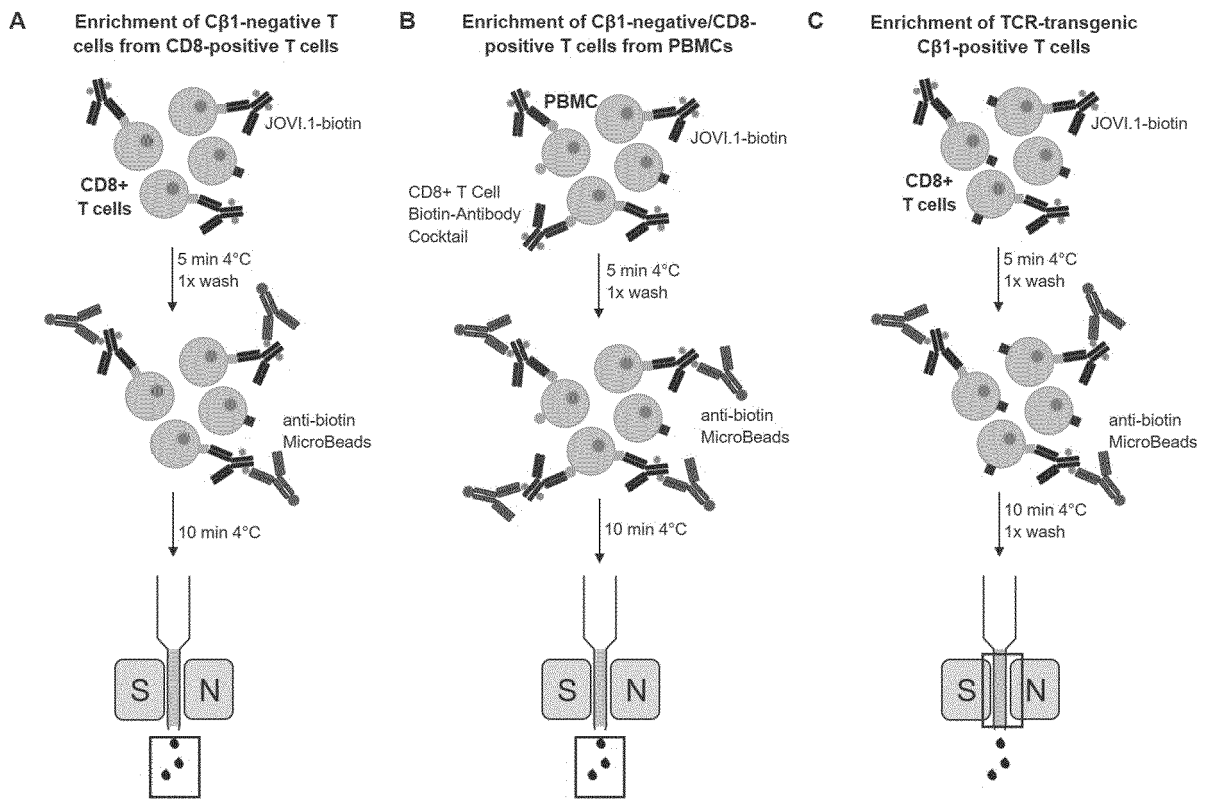 A
Enrichment of Cβ1-negative T
cells from CD8-positive T cells
JOVI.1-biotin
CD8+
T cells
5 min 4°C
1x wash
anti-biotin
MicroBeads
10 min 4°C
S
N
B
Enrichment of Cβ1-negative/CD8-
positive T cells from PBMCs
PBMC
JOVI.1-biotin
CD8+ T Cell
Biotin-Antibody
Cocktail
5 min 4°C
1x wash
anti-biotin
MicroBeads
10 min 4°C
S
N
C
Enrichment of TCR-transgenic
Cβ1-positive T cells
JOVI.1-biotin
CD8+
T cells
5 min 4°C
1x wash
anti-biotin
MicroBeads
10 min 4°C
1x wash
S
N